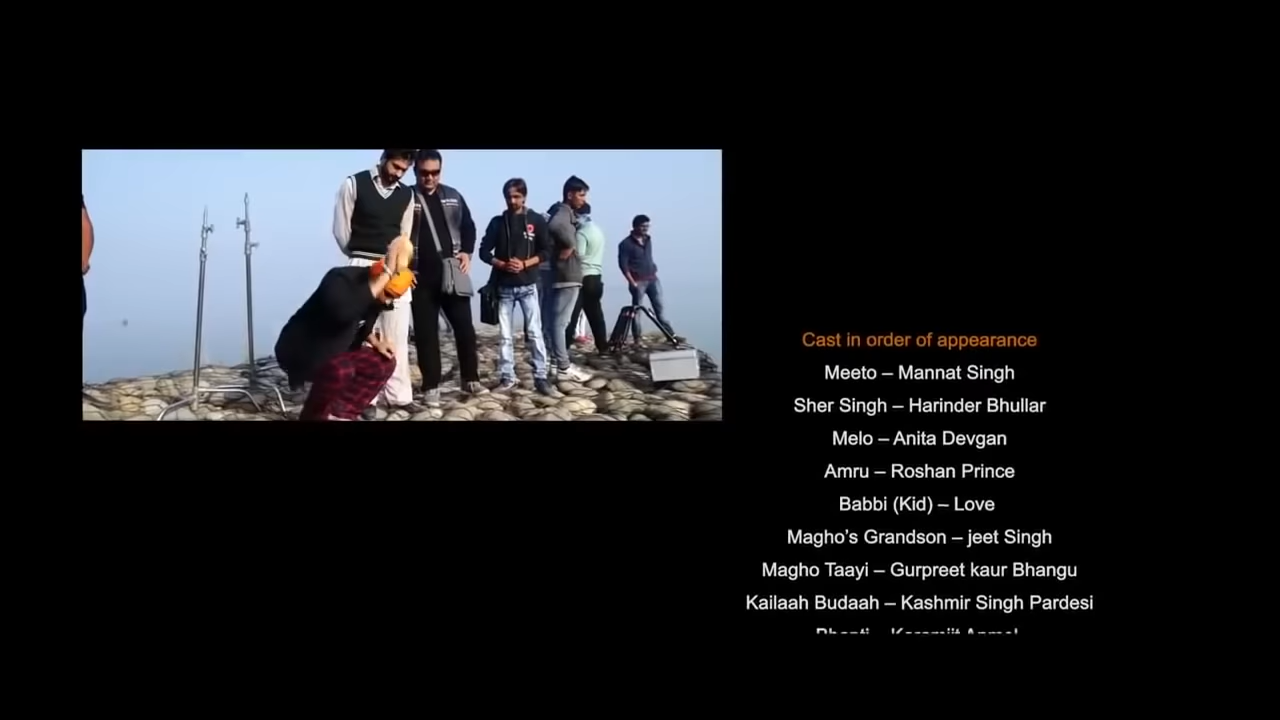 Cast in order of appearance
Meeto – Mannat Singh
Sher Singh – Harinder Bhullar
Melo – Anita Devgan
Amru – Roshan Prince
Babbi (Kid) – Love
Magho's Grandson – jeet Singh
Magho Taayi – Gurpreet kaur Bhangu
Kailaah Budaah – Kashmir Singh Pardesi